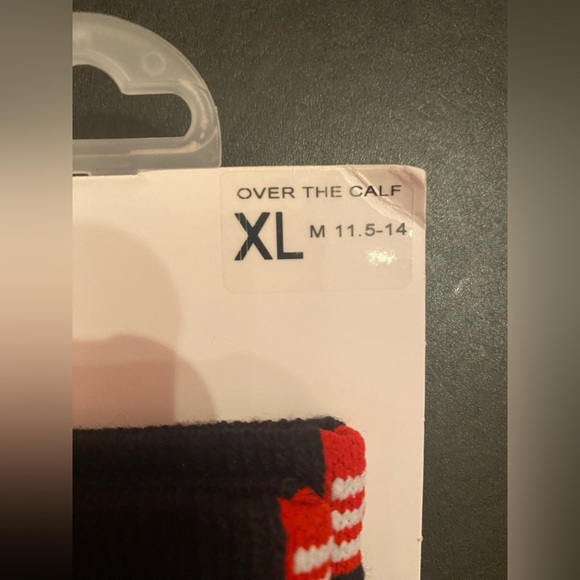 OVER THE CALF
XL M 11.5-14